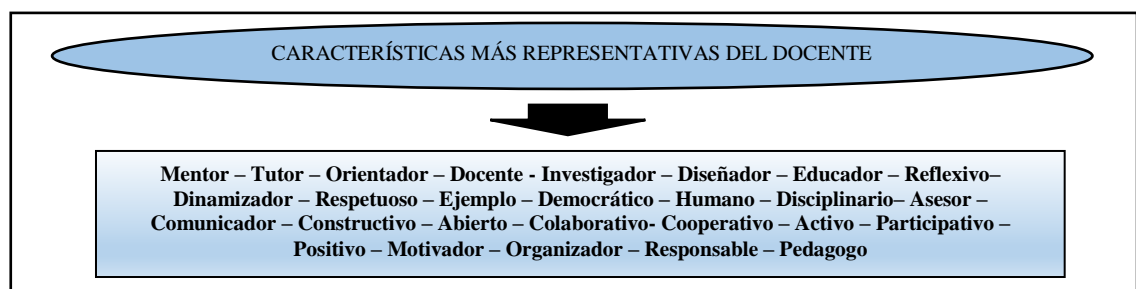 CARACTERÍSTICAS MÁS REPRESENTATIVAS DEL DOCENTE
Mentor – Tutor – Orientador – Docente - Investigador – Diseñador – Educador – Reflexivo–
Dinamizador – Respetuoso – Ejemplo – Democrático – Humano – Disciplinario– Asesor –
Comunicador – Constructivo – Abierto – Colaborativo- Cooperativo – Activo – Participativo –
Positivo – Motivador – Organizador – Responsable – Pedagogo